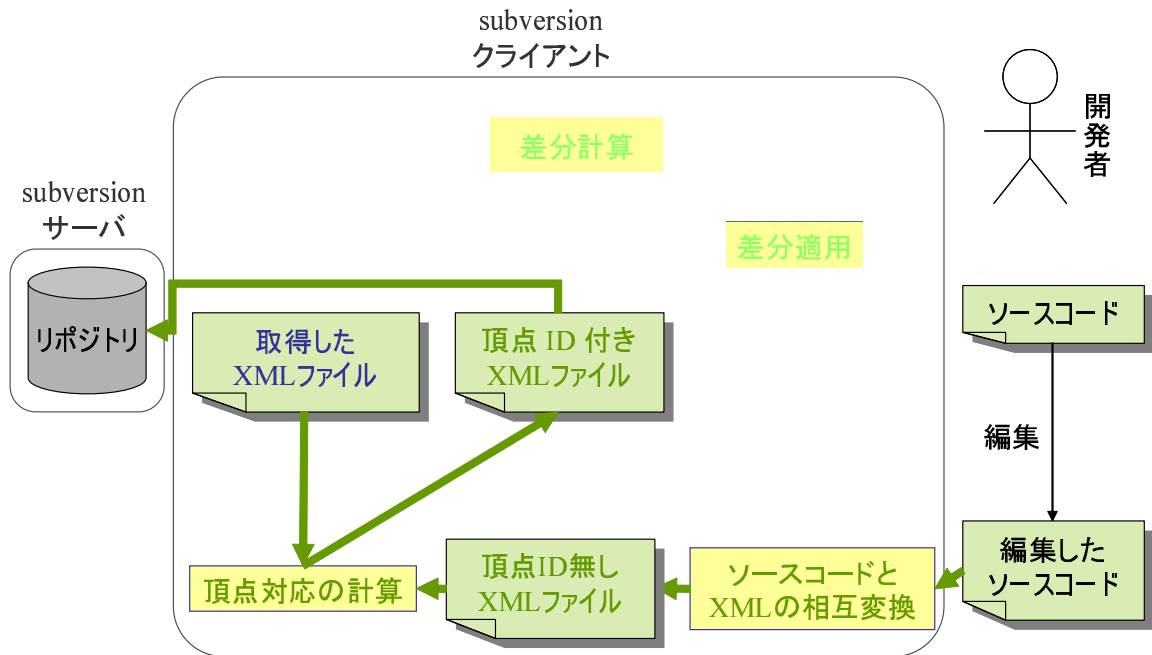 subversion
クライアント
開発者
差分計算
subversion
サーバ
差分適用
リポジトリ
取得した
XMLファイル
頂点 ID 付き
XMLファイル
ソースコード
編集
頂点対応の計算
頂点ID無し
XMLファイル
ソースコードと
XMLの相互変換
編集した
ソースコード